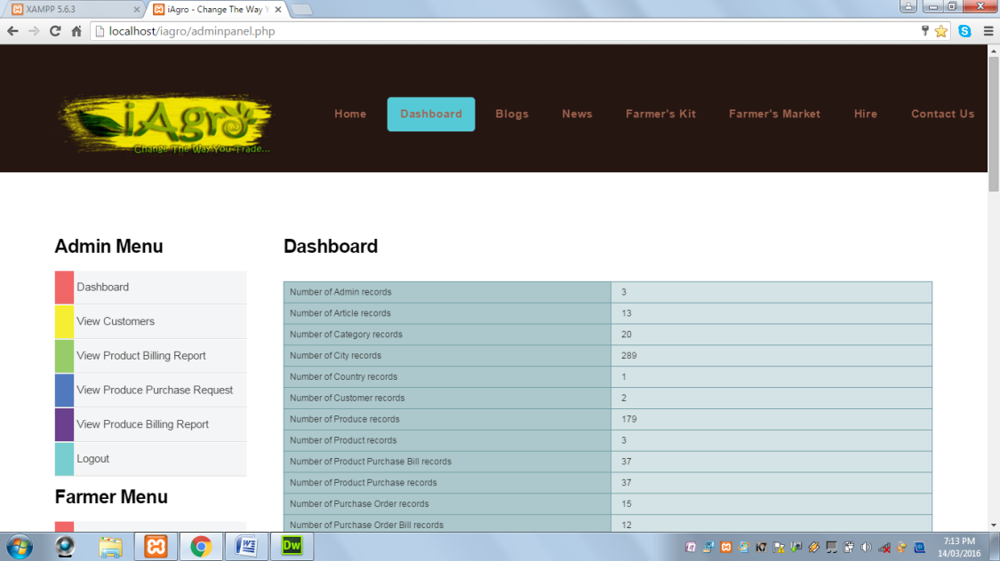 XAMPP 5.6.3
iAgro - Change The Way Y
localhost/iagro/adminpanel.php
iAgro
Change The Way You Trade...
Home Dashboard Blogs News Farmer's Kit Farmer's Market Hire Contact Us
Admin Menu
Dashboard
View Customers
View Product Billing Report
View Produce Purchase Request
View Produce Billing Report
Logout
Farmer Menu
Dashboard
Number of Admin records 3
Number of Article records 13
Number of Category records 20
Number of City records 289
Number of Country records 1
Number of Customer records 2
Number of Produce records 179
Number of Product records 3
Number of Product Purchase Bill records 37
Number of Product Purchase records 37
Number of Purchase Order records 15
Number of Purchase Order Bill records 12
Dw
7:13 PM
14/03/2016